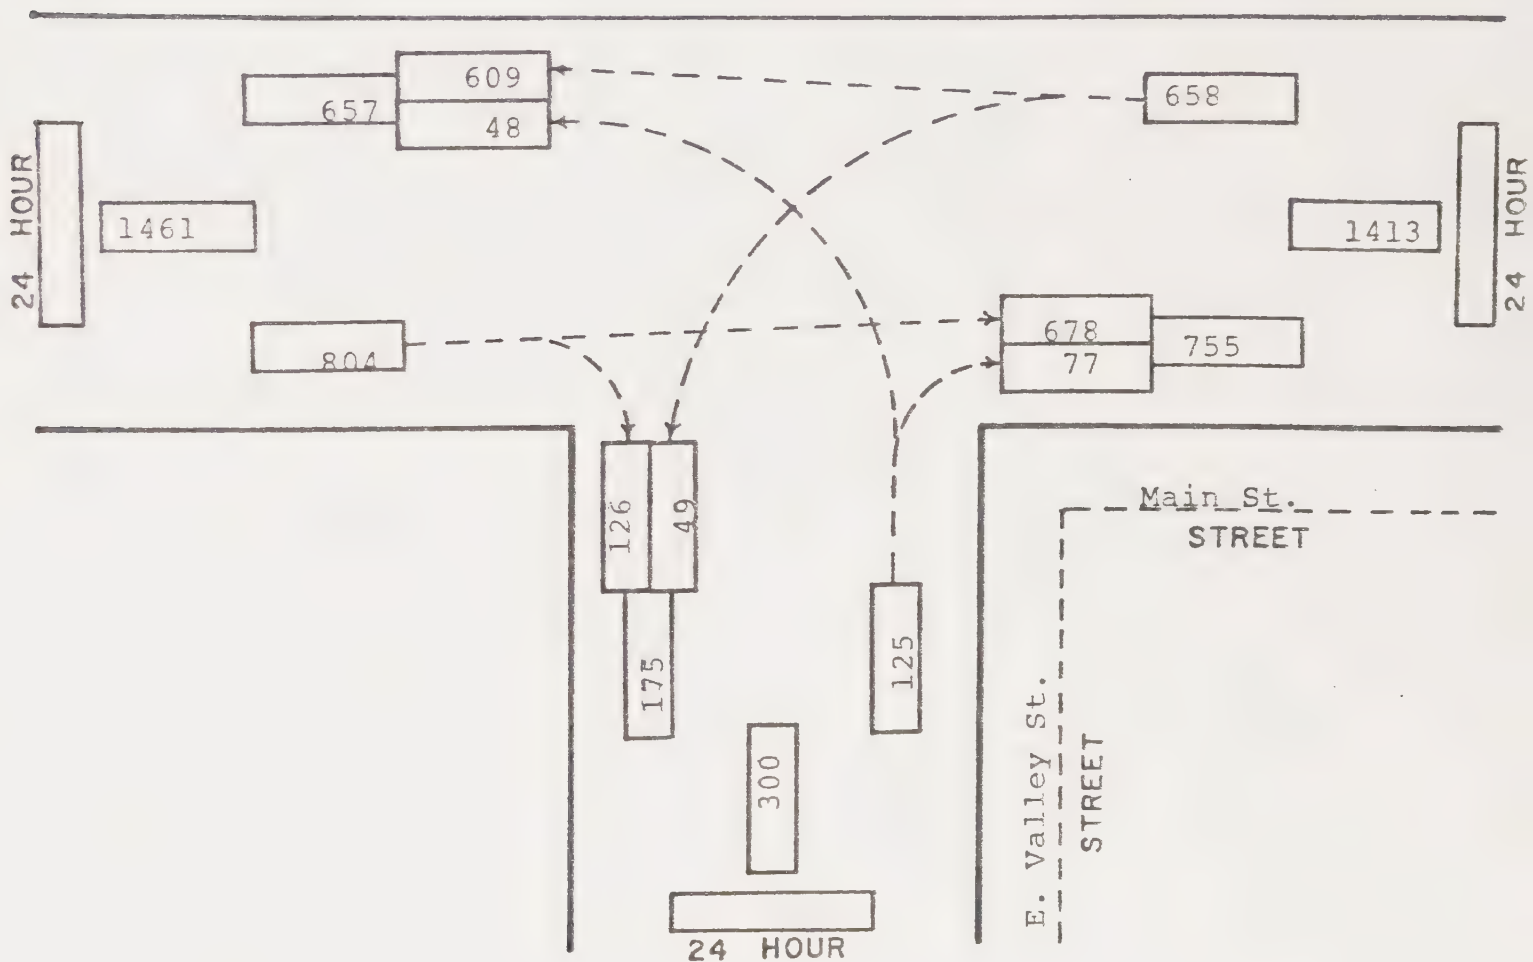 609
657
48
658
24 HOUR
1461
1413
24 HOUR
804
678
77
755
126
49
Main St.
STREET
175
125
300
E. Valley St.
STREET
24 HOUR